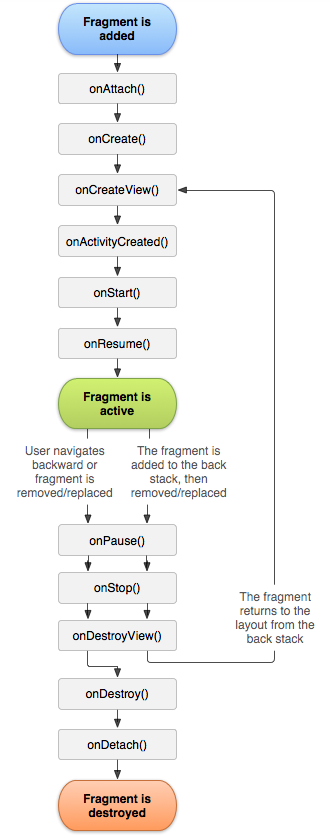 Fragment is
added
onAttach()
onCreate()
onCreateView()
onActivityCreated()
onStart()
onResume()
Fragment is
active
User navigates
backward or
fragment is
removed/replaced
The fragment is
added to the back
stack, then
removed/replaced
onPause()
onStop()
onDestroyView()
The fragment
returns to the
layout from the
back stack
onDestroy()
onDetach()
Fragment is
destroyed